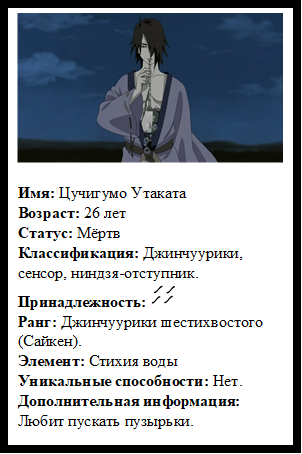 Имя: Цучигумо Утаката
Возраст: 26 лет
Статус: Мёртв
Классификация: Джинчуурики,
сенсор, ниндзя-отступник.
Принадлежность:
Ранг: Джинчуурики шестихвостого
(Сайкен).
Элемент: Стихия воды
Уникальные способности: Нет.
Дополнительная информация:
Любит пускать пузырьки.